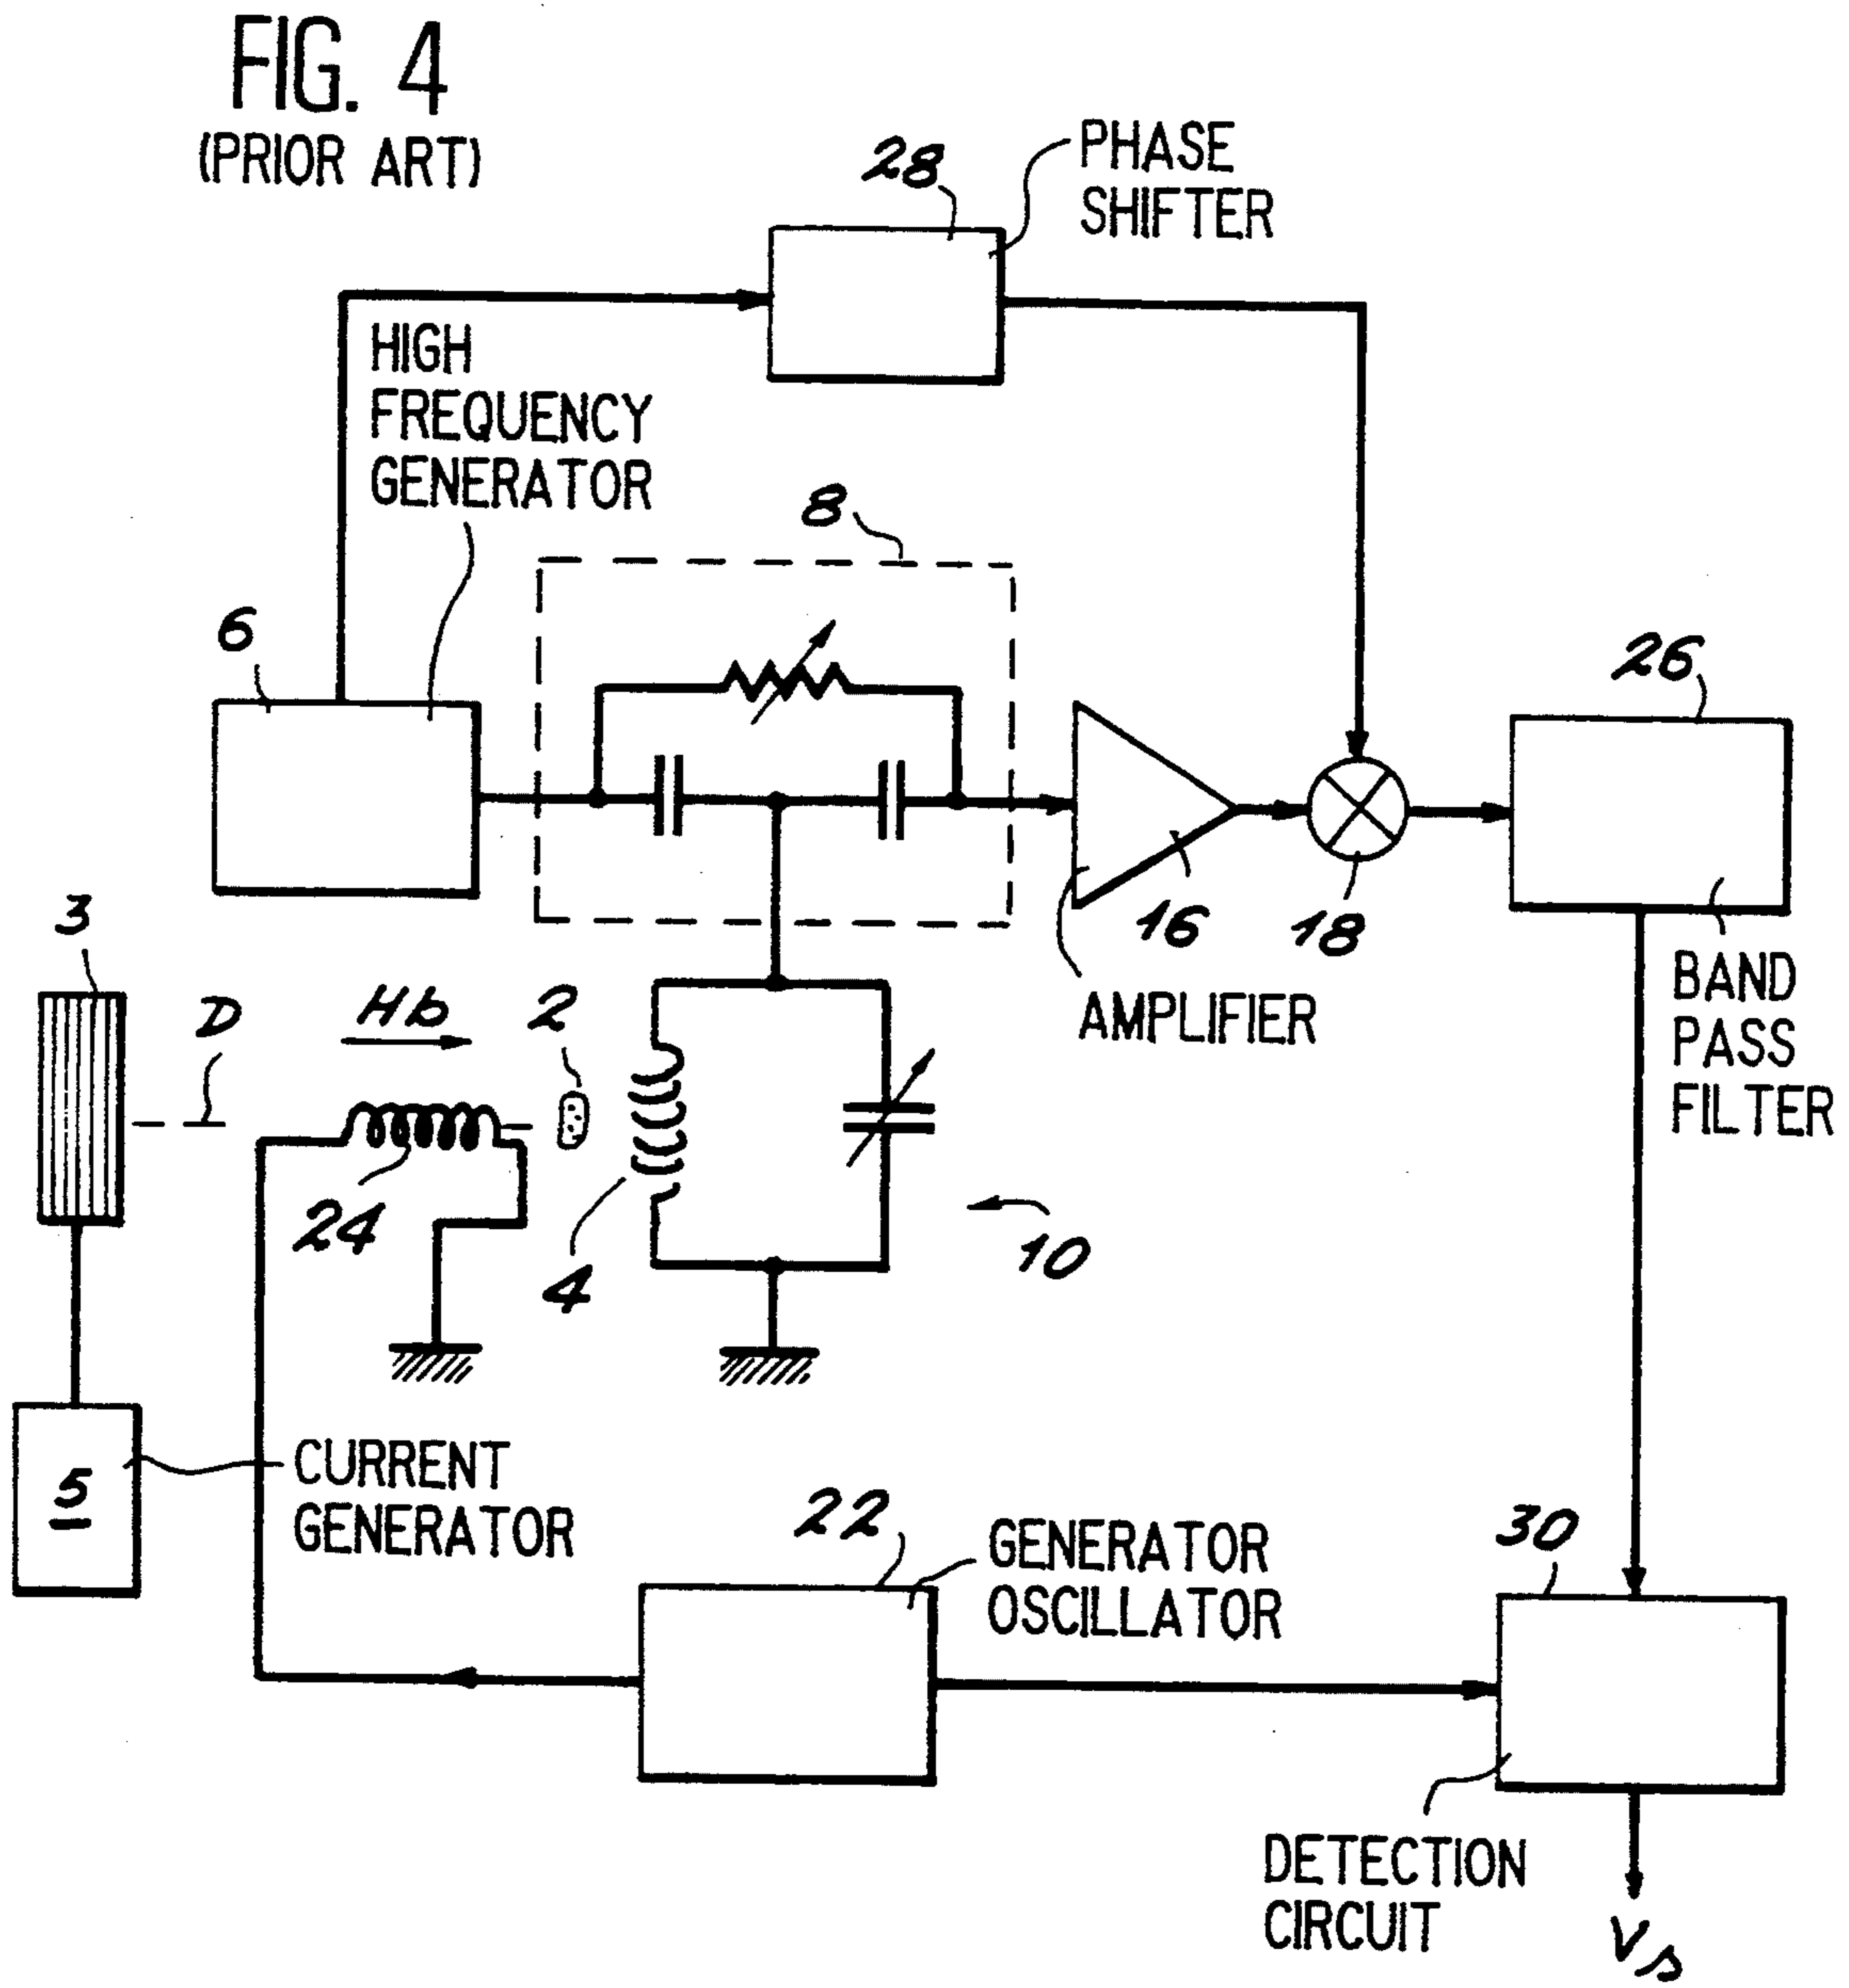 FIG. 4
(PRIOR ART)
28
PHASE
SHIFTER
HIGH
FREQUENCY
GENERATOR
8
6
26
3
16
18
D
Hb
2
AMPLIFIER
BAND
PASS
FILTER
24
4
10
5
CURRENT
GENERATOR
22
GENERATOR
OSCILLATOR
30
DETECTION
CIRCUIT
Vs